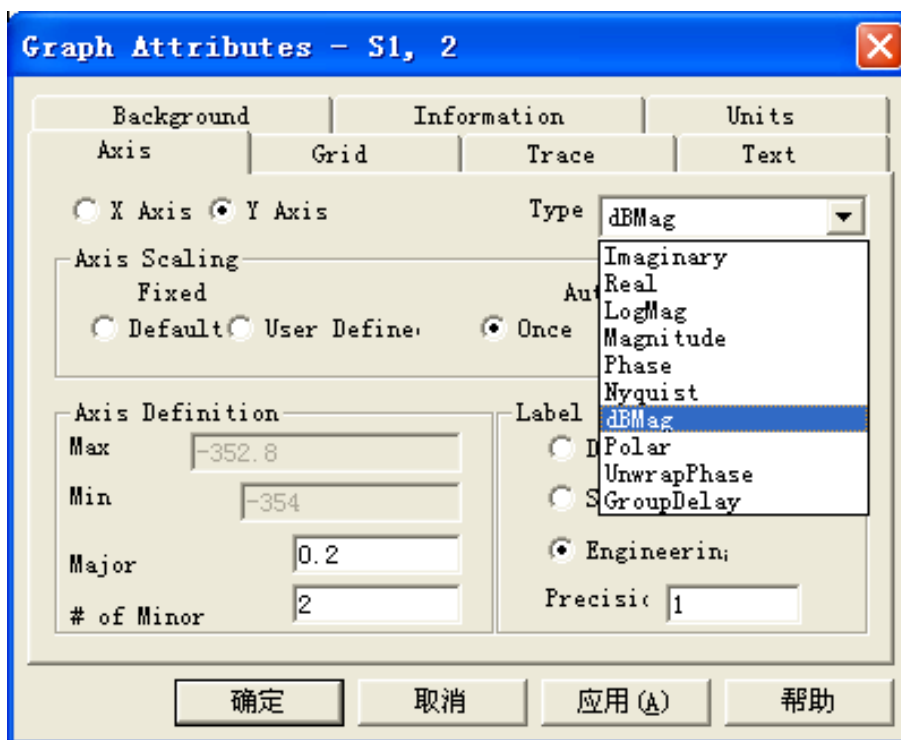 Graph Attributes - S1, 2
Background Information Units
Axis Grid Trace Text
X Axis Y Axis Type dBMag
Axis Scaling
Fixed Aut
Default User Define Once
Imaginary
Real
LogMag
Magnitude
Phase
Nyquist
dBMag
Polar
UnwrapPhase
GroupDelay
Axis Definition
Max -352.8
Min -354
Major 0.2
# of Minor 2
Label
D
S
Engineerin
Precisi 1
确定 取消 应用(A) 帮助